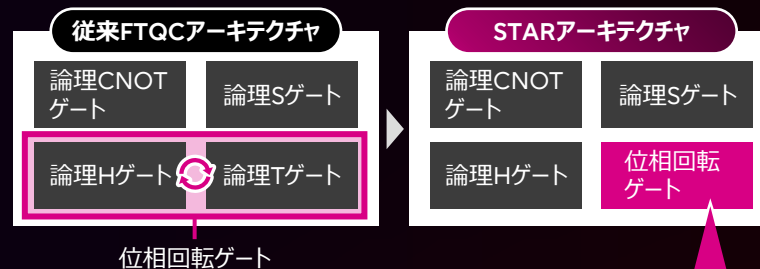 従来FTQCアーキテクチャ
STARアーキテクチャ
論理CNOT
ゲート
論理Sゲート
論理Hゲート
論理Tゲート
位相回転ゲート
論理CNOT
ゲート
論理Sゲート
論理Hゲート
位相回転
ゲート